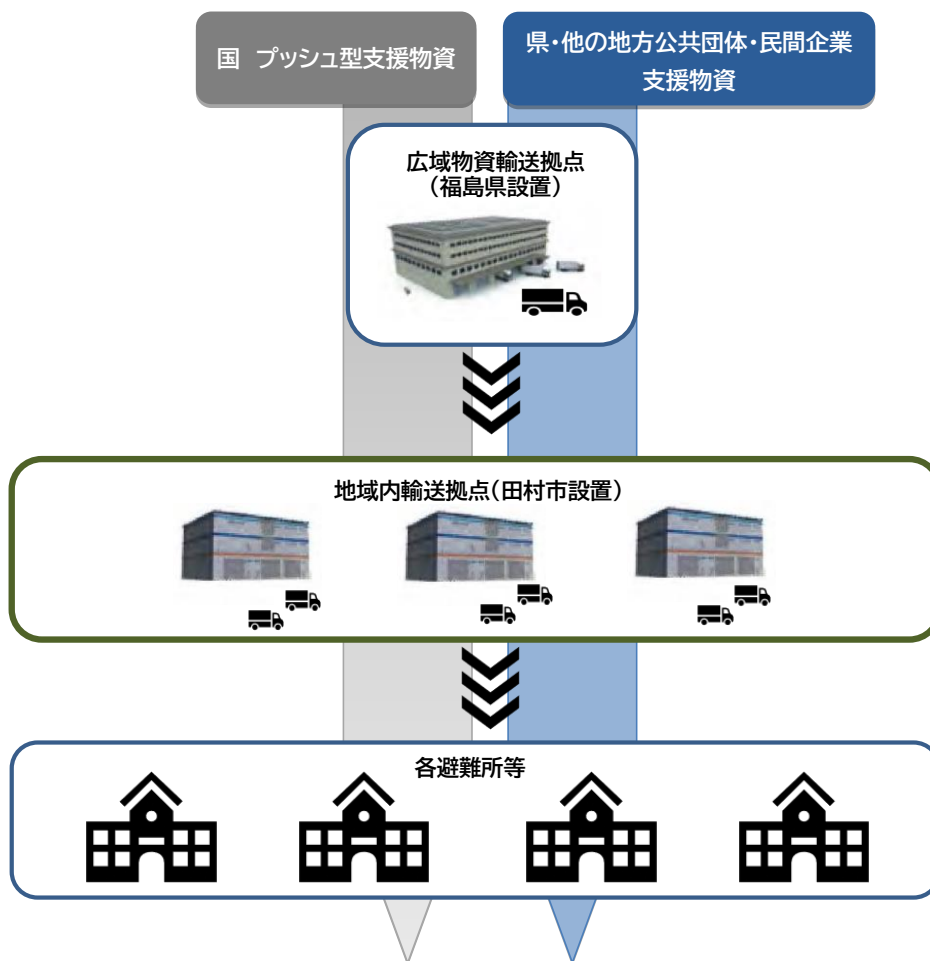 国 プッシュ型支援物資
県・他の地方公共団体・民間企業
支援物資
広域物資輸送拠点
（福島県設置）
地域内輸送拠点（田村市設置）
各避難所等